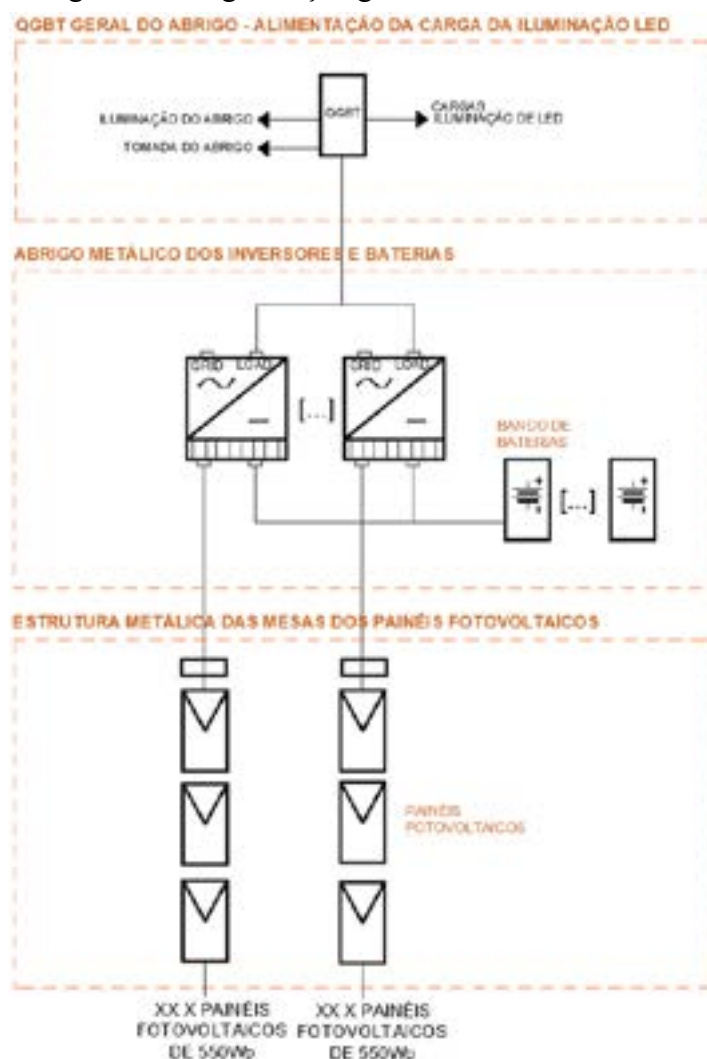 QGBT GERAL DO ABRIGO - ALIMENTAÇÃO DA CARGA DA ILUMINAÇÃO LED
QGBT
ILUMINAÇÃO DO ABRIGO
CARGAS
ILUMINAÇÃO DE LED
TOMADA DO ABRIGO
ABRIGO METÁLICO DOS INVERSORES E BATERIAS
GRID LOAD
GRID LOAD
[...]
BANCO DE
BATERIAS
[...]
ESTRUTURA METÁLICA DAS MESAS DOS PAINÉIS FOTOVOLTAICOS
PAINÉIS
FOTOVOLTAICOS
XX X PAINÉIS
FOTOVOLTAICOS
DE 550Wp
XX X PAINÉIS
FOTOVOLTAICOS
DE 550Wp